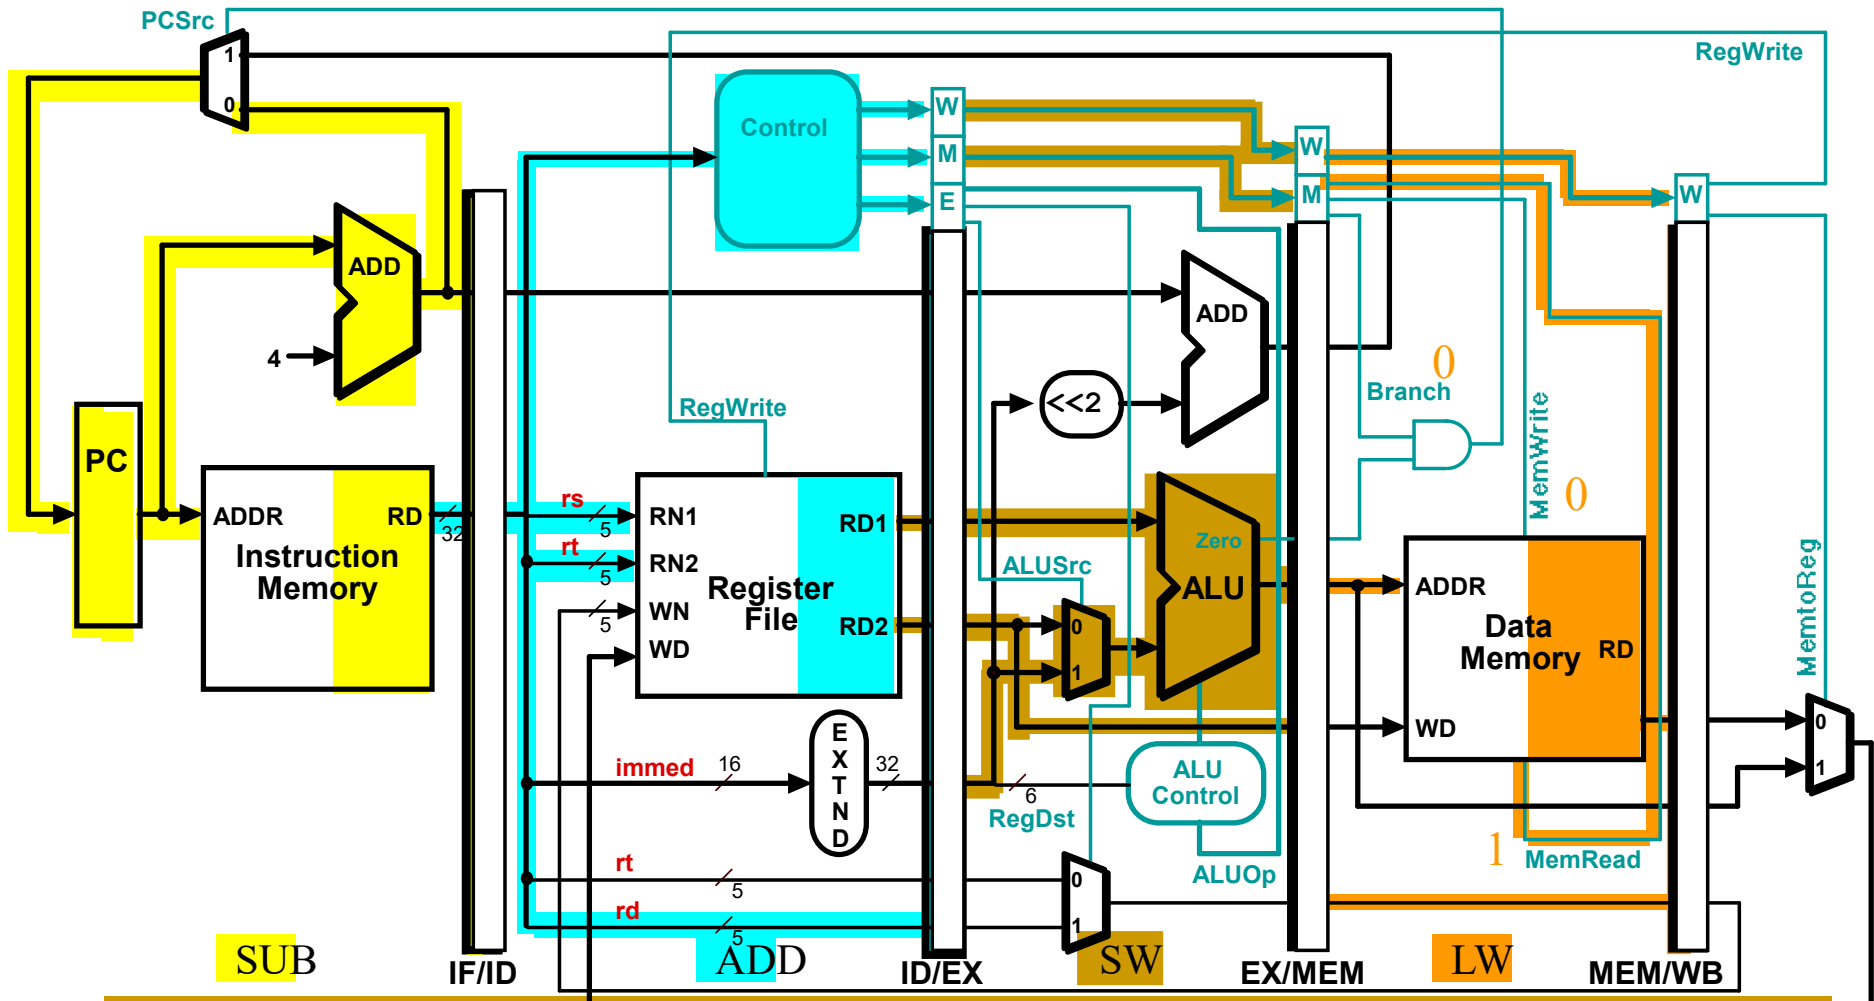 PCSrc
1
0
RegWrite
Control
W
M
E
W
M
W
ADD
4
ADD
<<2
Branch
0
RegWrite
PC
ADDR
RD
32
Instruction
Memory
rs
5
rt
5
5
RN1
RN2
WN
WD
RD1
RD2
Register
File
ALUSrc
0
1
Zero
ALU
MemWrite
0
ADDR
WD
RD
Data
Memory
MemtoReg
0
1
immed
16
E
X
T
N
D
32
6
RegDst
ALU
Control
ALUOp
1
MemRead
rt
5
rd
5
0
1
SUB
IF/ID
ADD
ID/EX
SW
EX/MEM
LW
MEM/WB